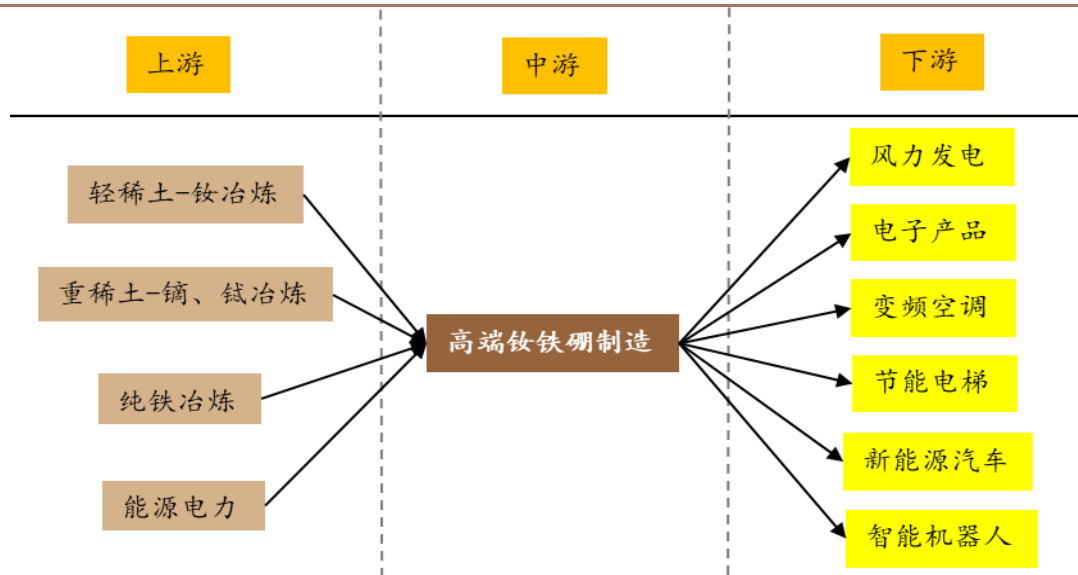 上游
中游
下游
轻稀土-钕冶炼
重稀土-镝、铽冶炼
纯铁冶炼
能源电力
高端钕铁硼制造
风力发电
电子产品
变频空调
节能电梯
新能源汽车
智能机器人